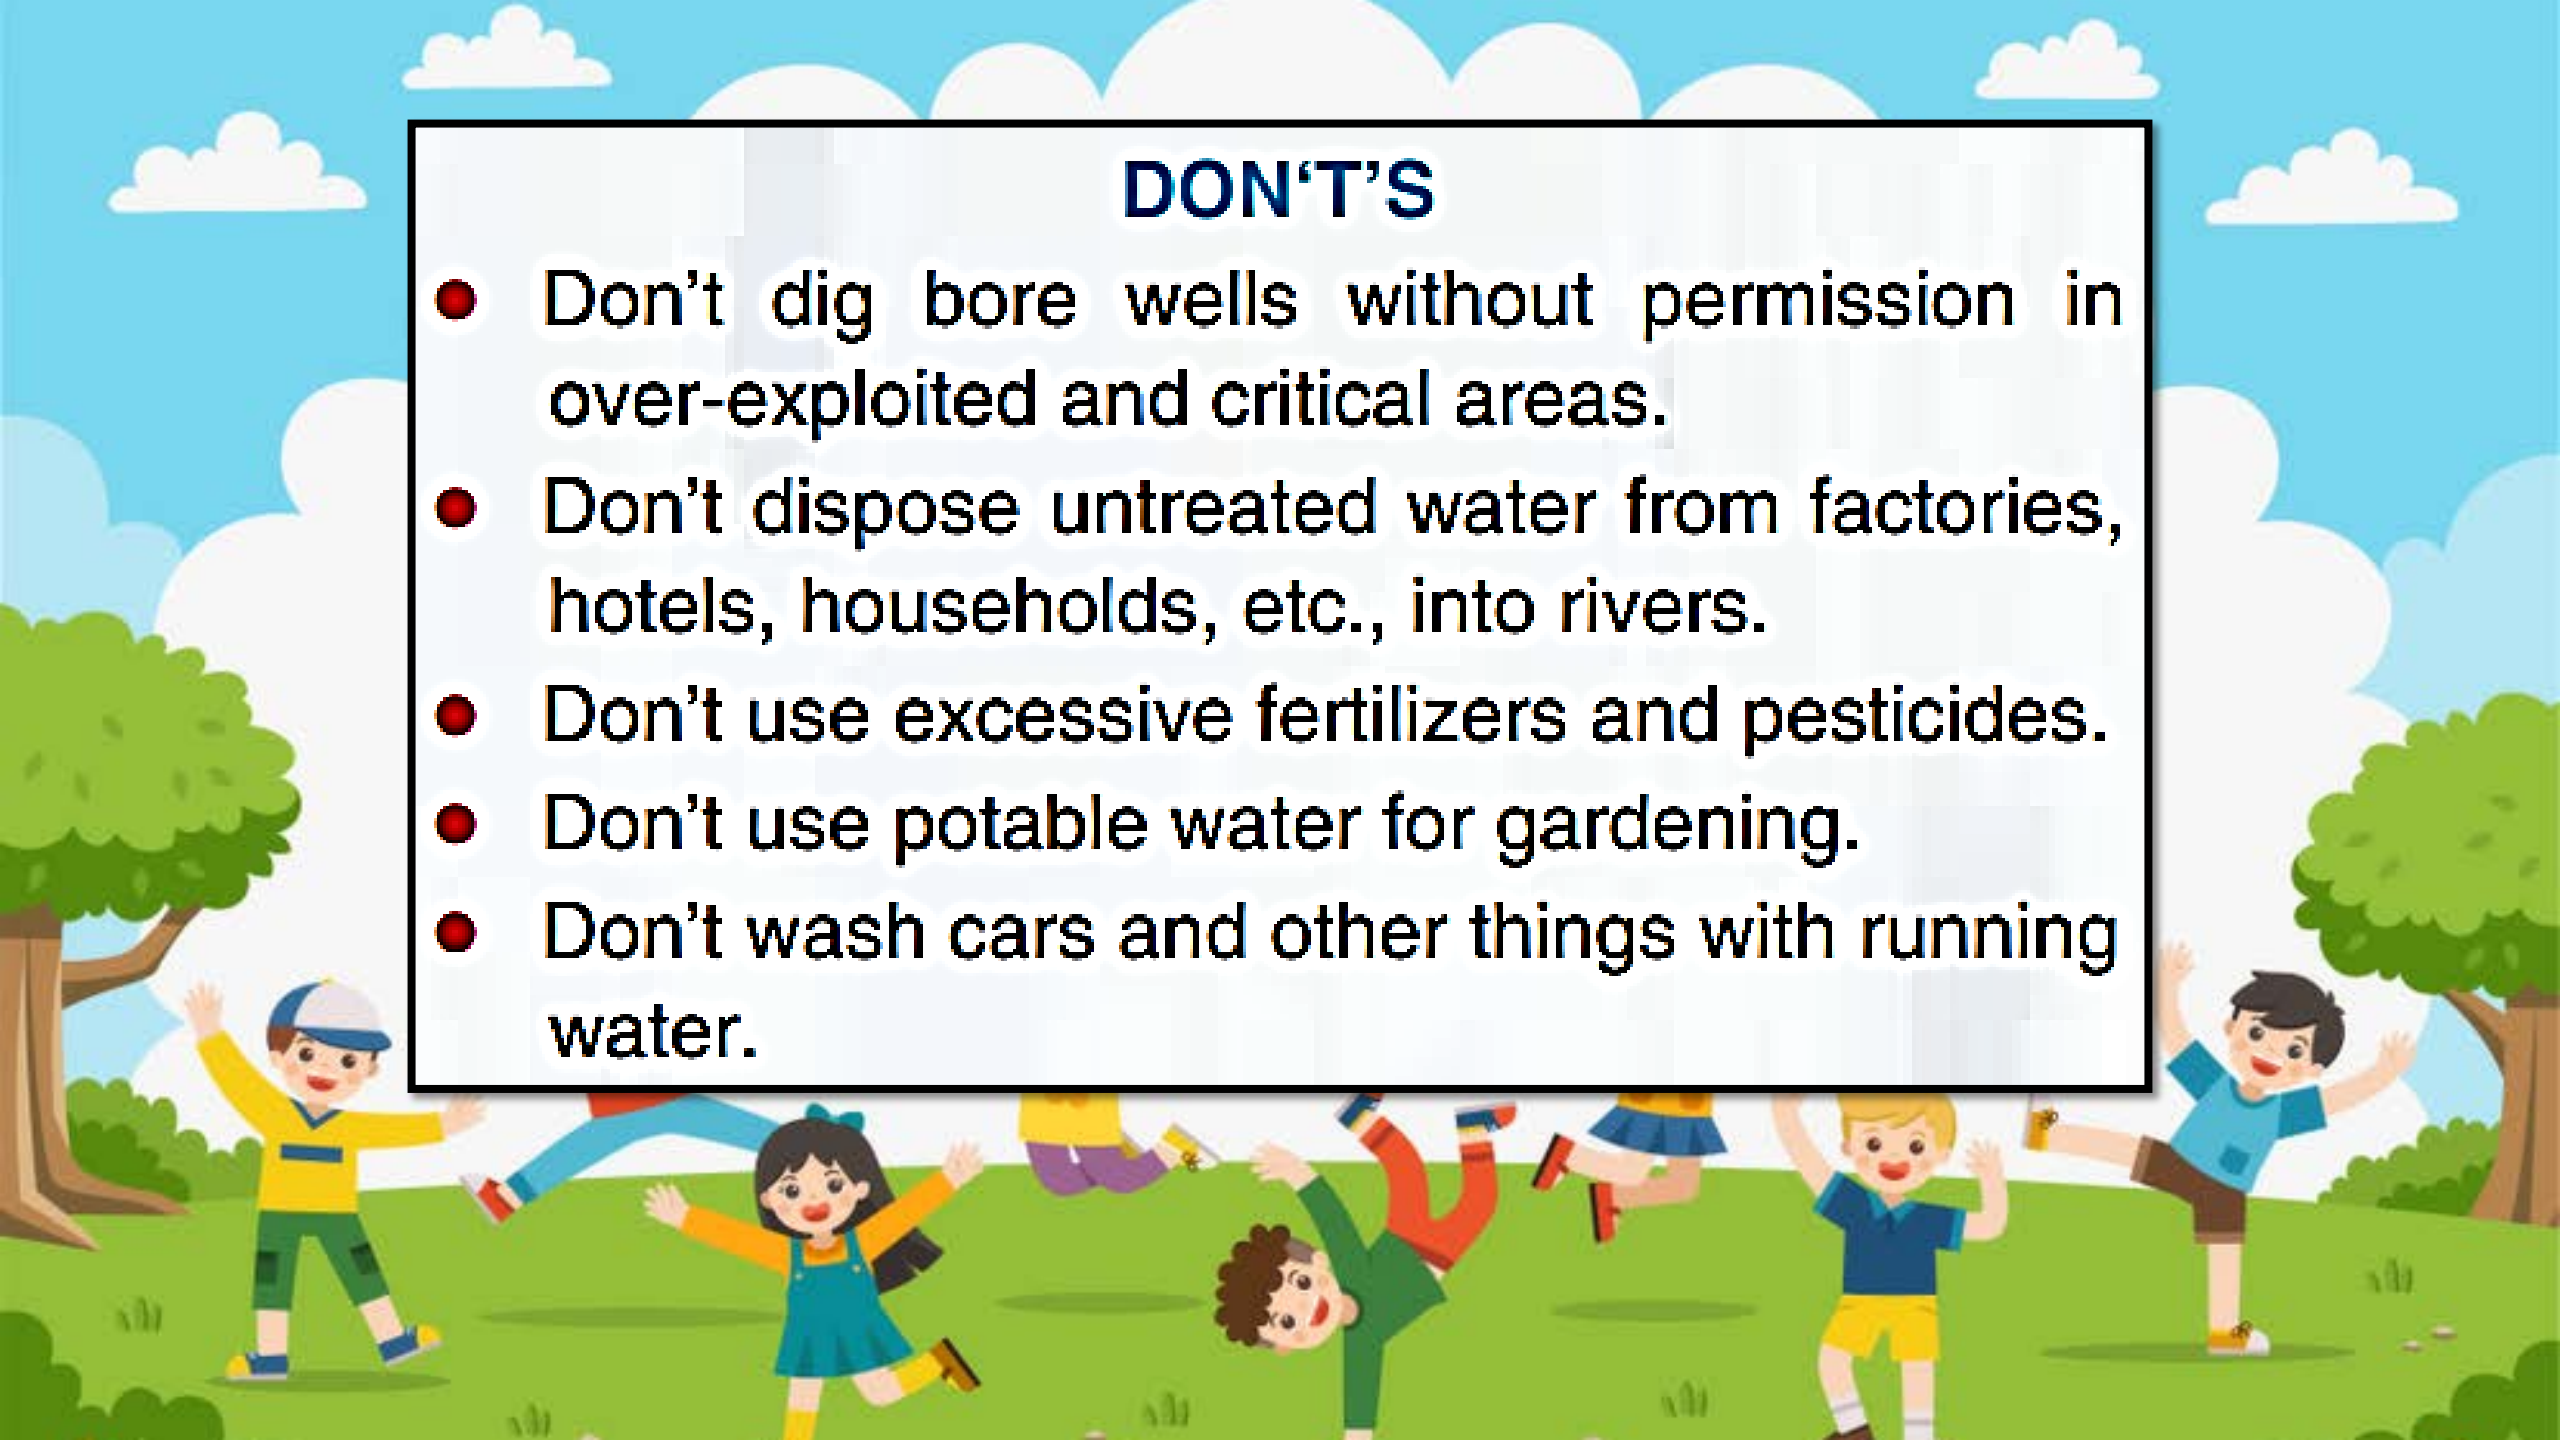 DON‘T’S
● Don’t dig bore wells without permission in
over-exploited and critical areas.
● Don’t dispose untreated water from factories,
hotels, households, etc., into rivers.
● Don’t use excessive fertilizers and pesticides.
● Don’t use potable water for gardening.
● Don’t wash cars and other things with running
water.